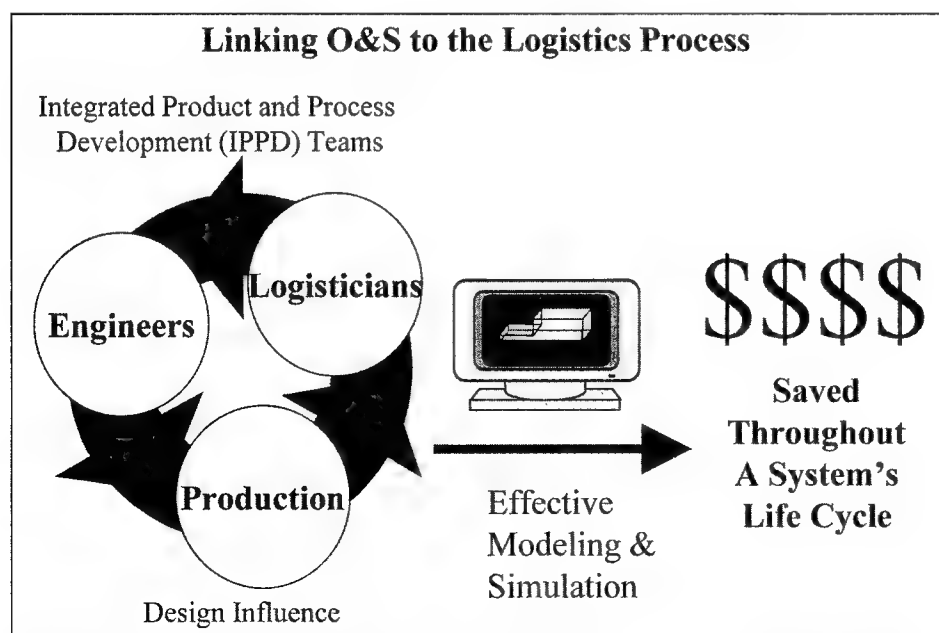 Linking O&S to the Logistics Process
Integrated Product and Process
Development (IPPD) Teams
Logisticians
Engineers
Production
Design Influence
Effective
Modeling &
Simulation
$$$$
Saved
Throughout
A System's
Life Cycle